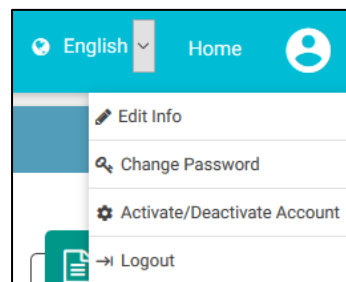 English Home
Edit Info
Change Password
Activate/Deactivate Account
Logout